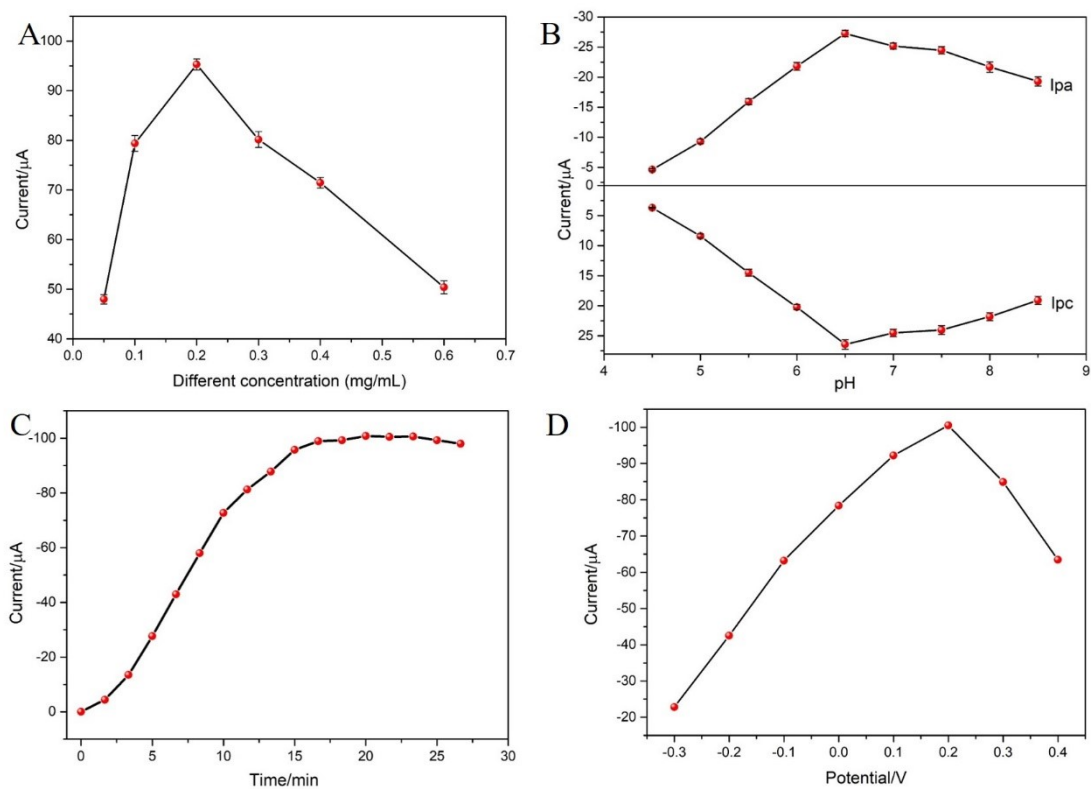 A
Current/μA
100
90
80
70
60
50
40
0.0 0.1 0.2 0.3 0.4 0.5 0.6 0.7
Different concentration (mg/mL)
B
Current/μA
-30
-25
-20
-15
-10
-5
0
5
10
15
20
25
Ipa
Ipc
4 5 6 7 8 9
pH
C
Current/μA
-100
-80
-60
-40
-20
0
0 5 10 15 20 25 30
Time/min
D
Current/μA
-100
-90
-80
-70
-60
-50
-40
-30
-20
-0.3 -0.2 -0.1 0.0 0.1 0.2 0.3 0.4
Potential/V